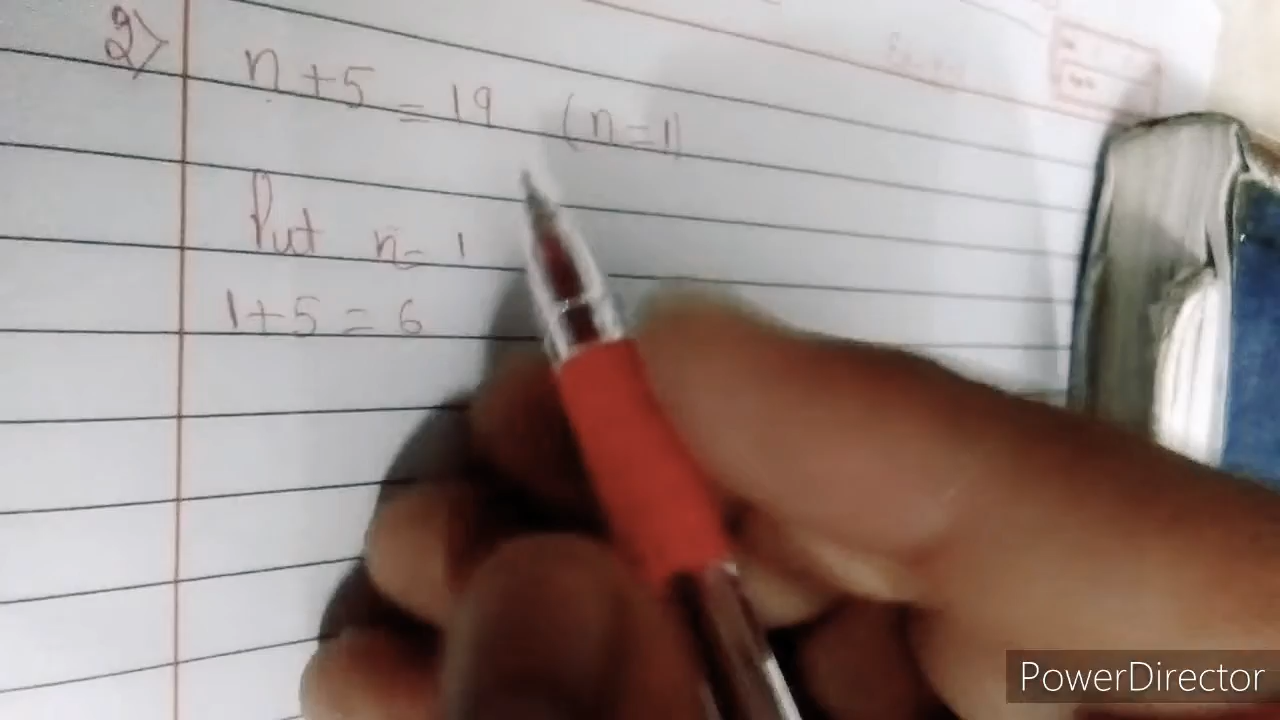 2> n+5 = 19 (n=1)
Put n= 1
1+5 = 6
PowerDirector